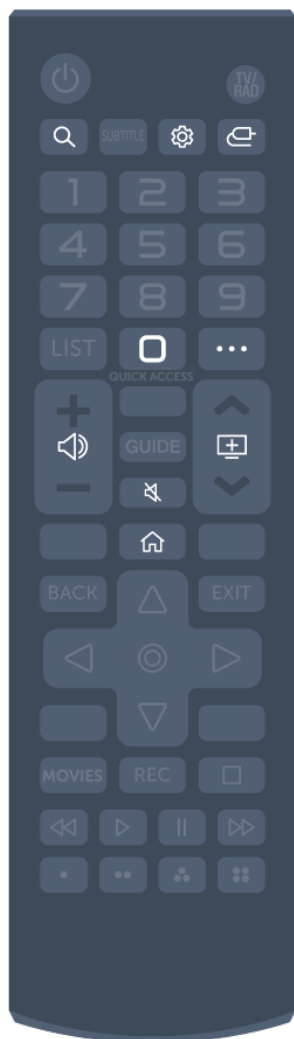 TV/
RAD
SUBTITLE
1 2 3
4 5 6
7 8 9
LIST 0 ...
QUICK ACCESS
+
GUIDE
-
BACK EXIT
MOVIES REC